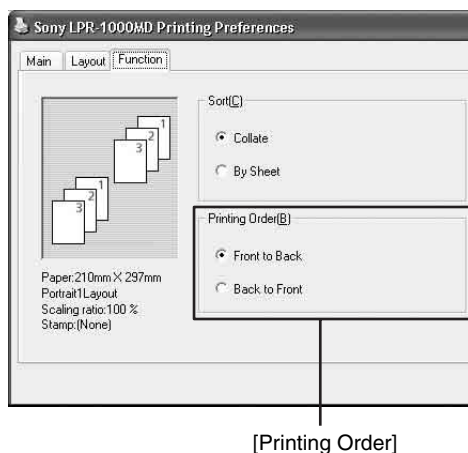 Sony LPR-1000MD Printing Preferences
Main Layout Function
1
2
3
1
2
3
Paper:210mm X 297mm
Portrait1Layout
Scaling ratio:100 %
Stamp:(None)
Sort(C)
Collate
By Sheet
Printing Order(B)
Front to Back
Back to Front
[Printing Order]